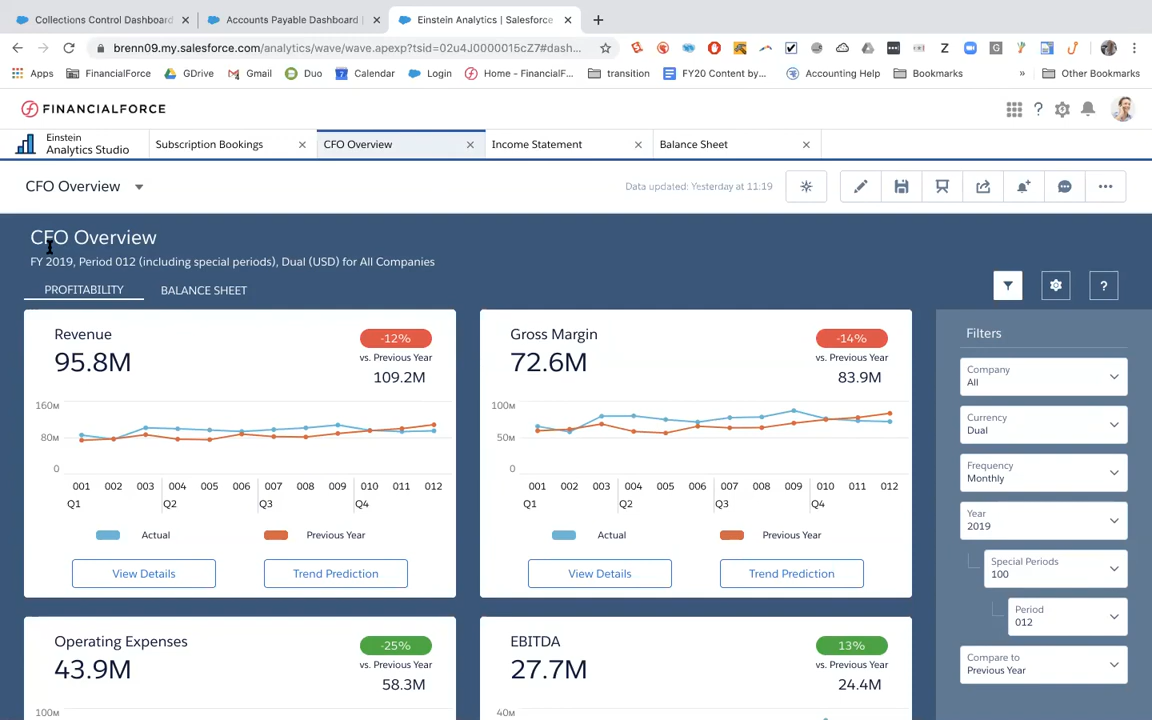 Collections Control Dashboard
Accounts Payable Dashboard |
Einstein Analytics | Salesforce
brenn09.my.salesforce.com/analytics/wave/wave.apexp?tsid=02u4J0000015cZ7#dash...
Apps
FinancialForce
GDrive
Gmail
Duo
Calendar
Login
Home – FinancialF...
transition
FY20 Content by...
Accounting Help
Bookmarks
»
Other Bookmarks
FINANCIALFORCE
Einstein
Analytics Studio
Subscription Bookings
CFO Overview
Income Statement
Balance Sheet
CFO Overview
Data updated: Yesterday at 11:19
CFO Overview
FY 2019, Period 012 (including special periods), Dual (USD) for All Companies
PROFITABILITY
BALANCE SHEET
Revenue
95.8M
-12%
vs. Previous Year
109.2M
160M
80M
0
001 002 003 004 005 006 007 008 009 010 011 012
Q1 Q2 Q3 Q4
Actual
Previous Year
View Details
Trend Prediction
Gross Margin
72.6M
-14%
vs. Previous Year
83.9M
100M
50M
0
001 002 003 004 005 006 007 008 009 010 011 012
Q1 Q2 Q3 Q4
Actual
Previous Year
View Details
Trend Prediction
Operating Expenses
43.9M
-25%
vs. Previous Year
58.3M
100M
EBITDA
27.7M
13%
vs. Previous Year
24.4M
40M
Filters
Company
All
Currency
Dual
Frequency
Monthly
Year
2019
Special Periods
100
Period
012
Compare to
Previous Year